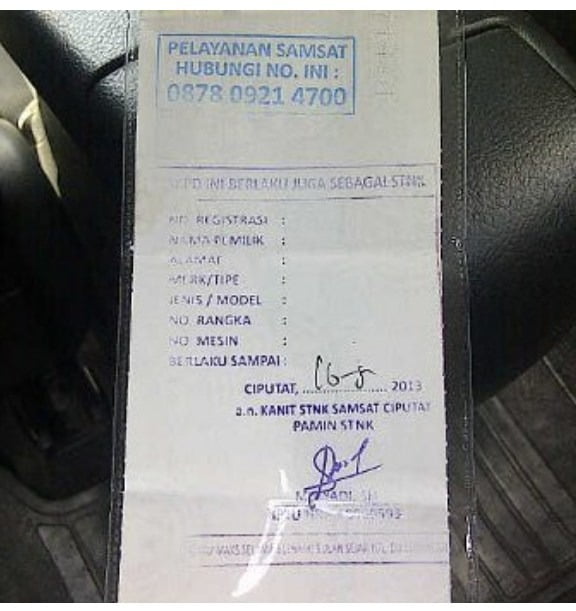 PELAYANAN SAMSAT
HUBUNGI NO. INI :
0878 0921 4700
INI BERLAKU JUGA SEBAGAI STNK
NO. REGISTRASI :
NAMA PEMILIK :
ALAMAT :
MERK/TIPE :
JENIS / MODEL :
NO. RANGKA :
NO. MESIN :
BERLAKU SAMPAI :
CIPUTAT, 16-8 2013
a.n. KANIT STNK SAMSAT CIPUTAT
PAMIN STNK